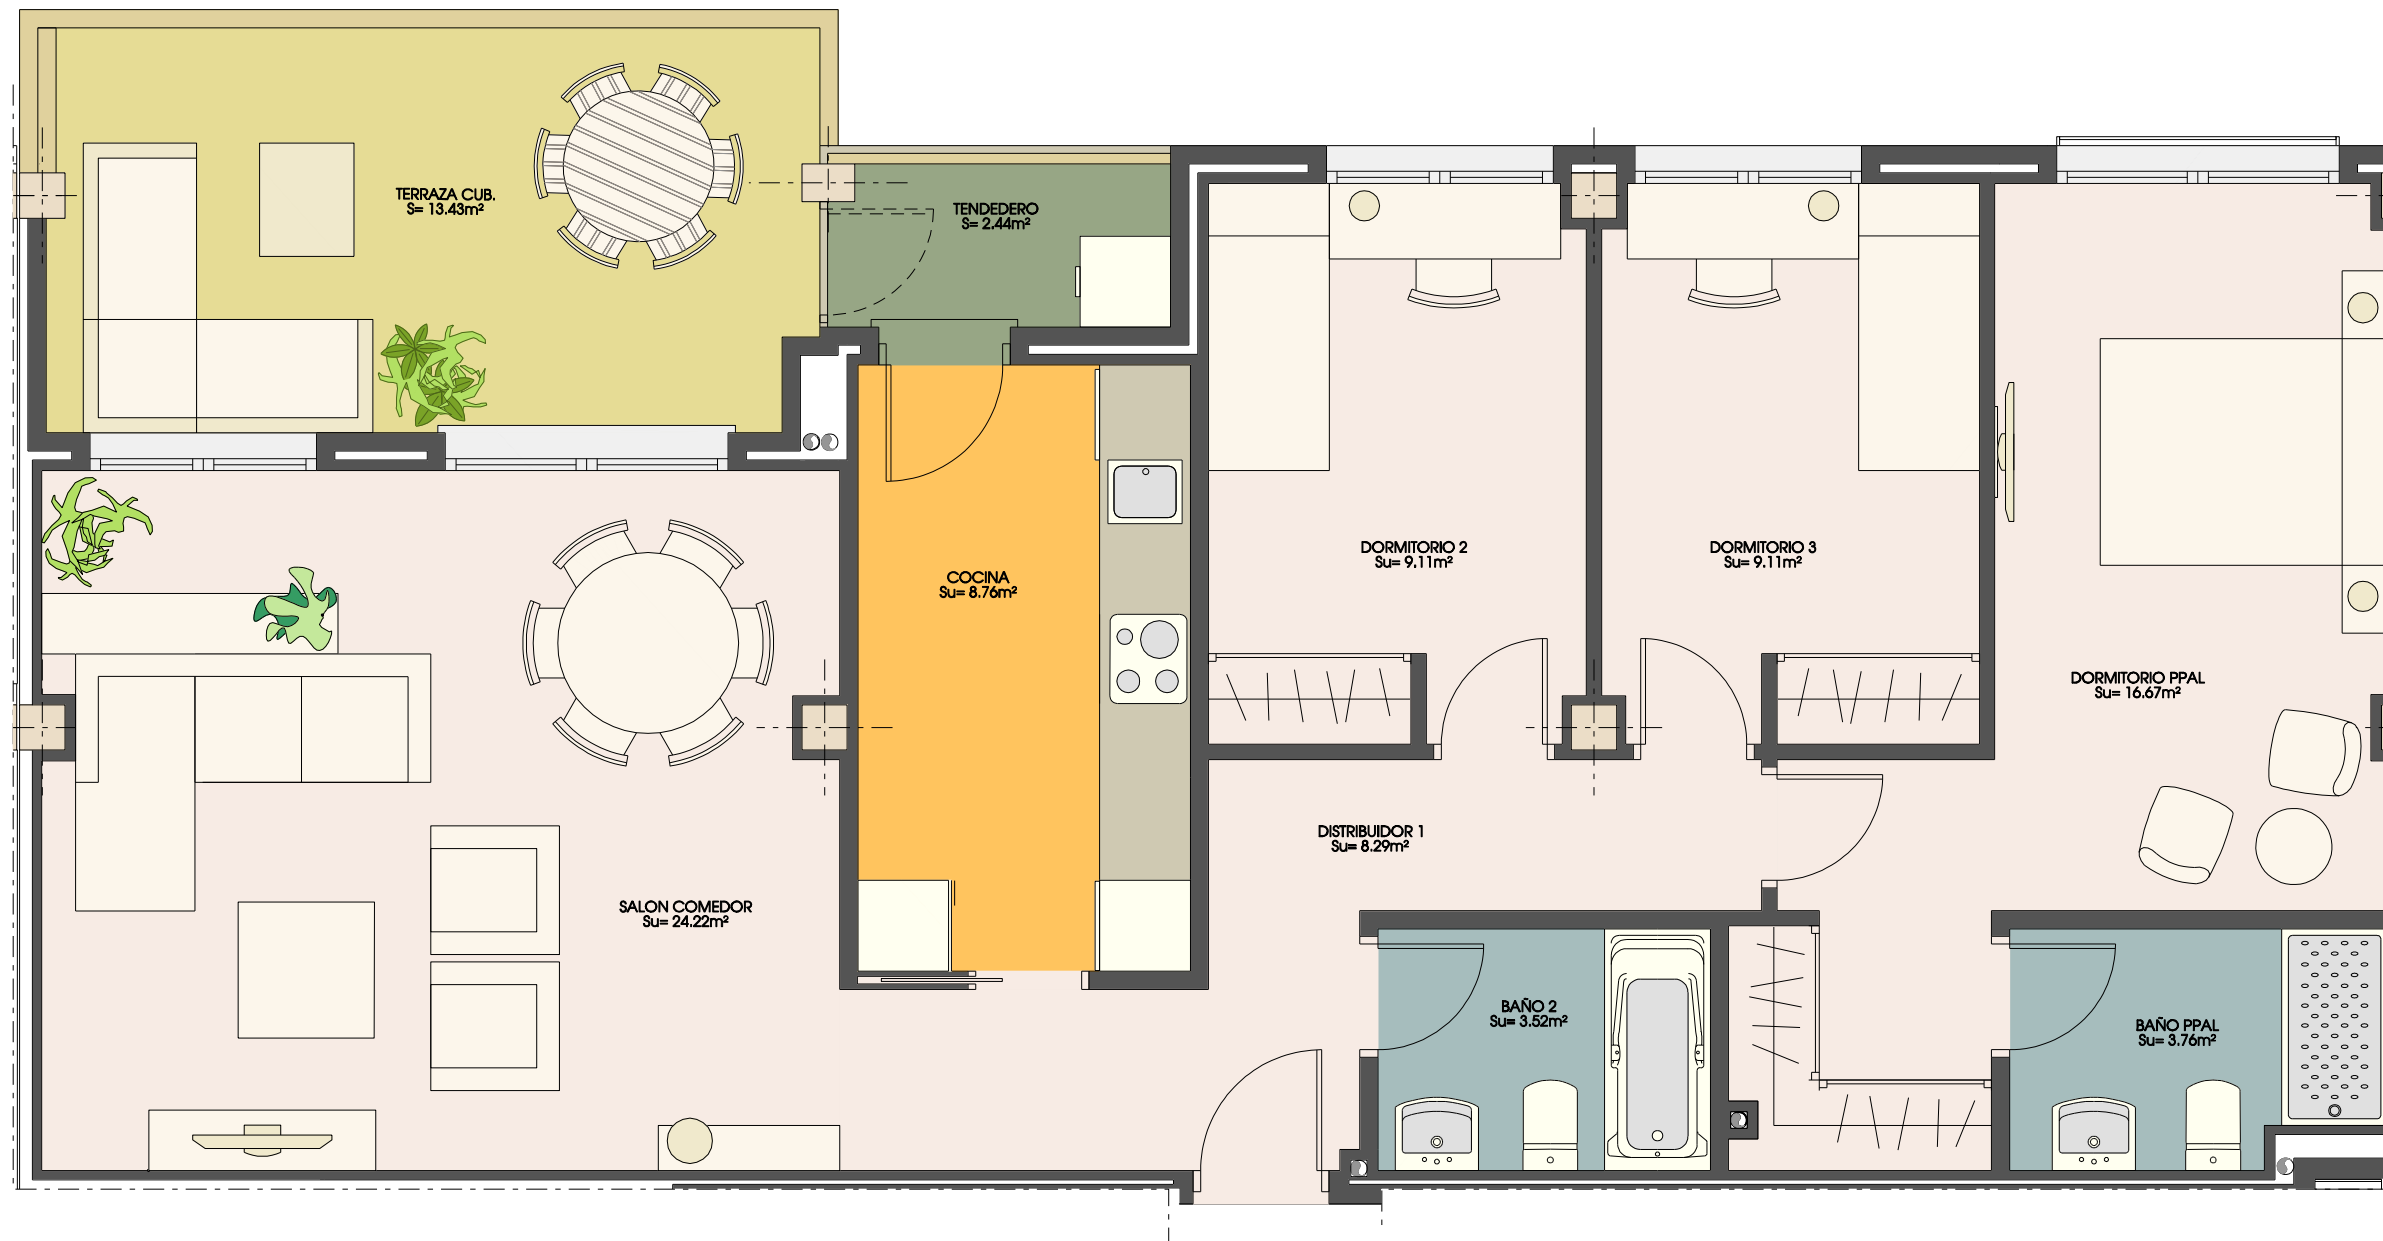 TERRAZA CUB.
S= 13.43m²
TENDEDERO
S= 2.44m²
DORMITORIO 2
Su= 9.11m²
DORMITORIO 3
Su= 9.11m²
COCINA
Su= 8.76m²
DORMITORIO PPAL
Su= 16.67m²
DISTRIBUIDOR 1
Su= 8.29m²
SALON COMEDOR
Su= 24.22m²
BAÑO 2
Su= 3.52m²
BAÑO PPAL
Su= 3.76m²